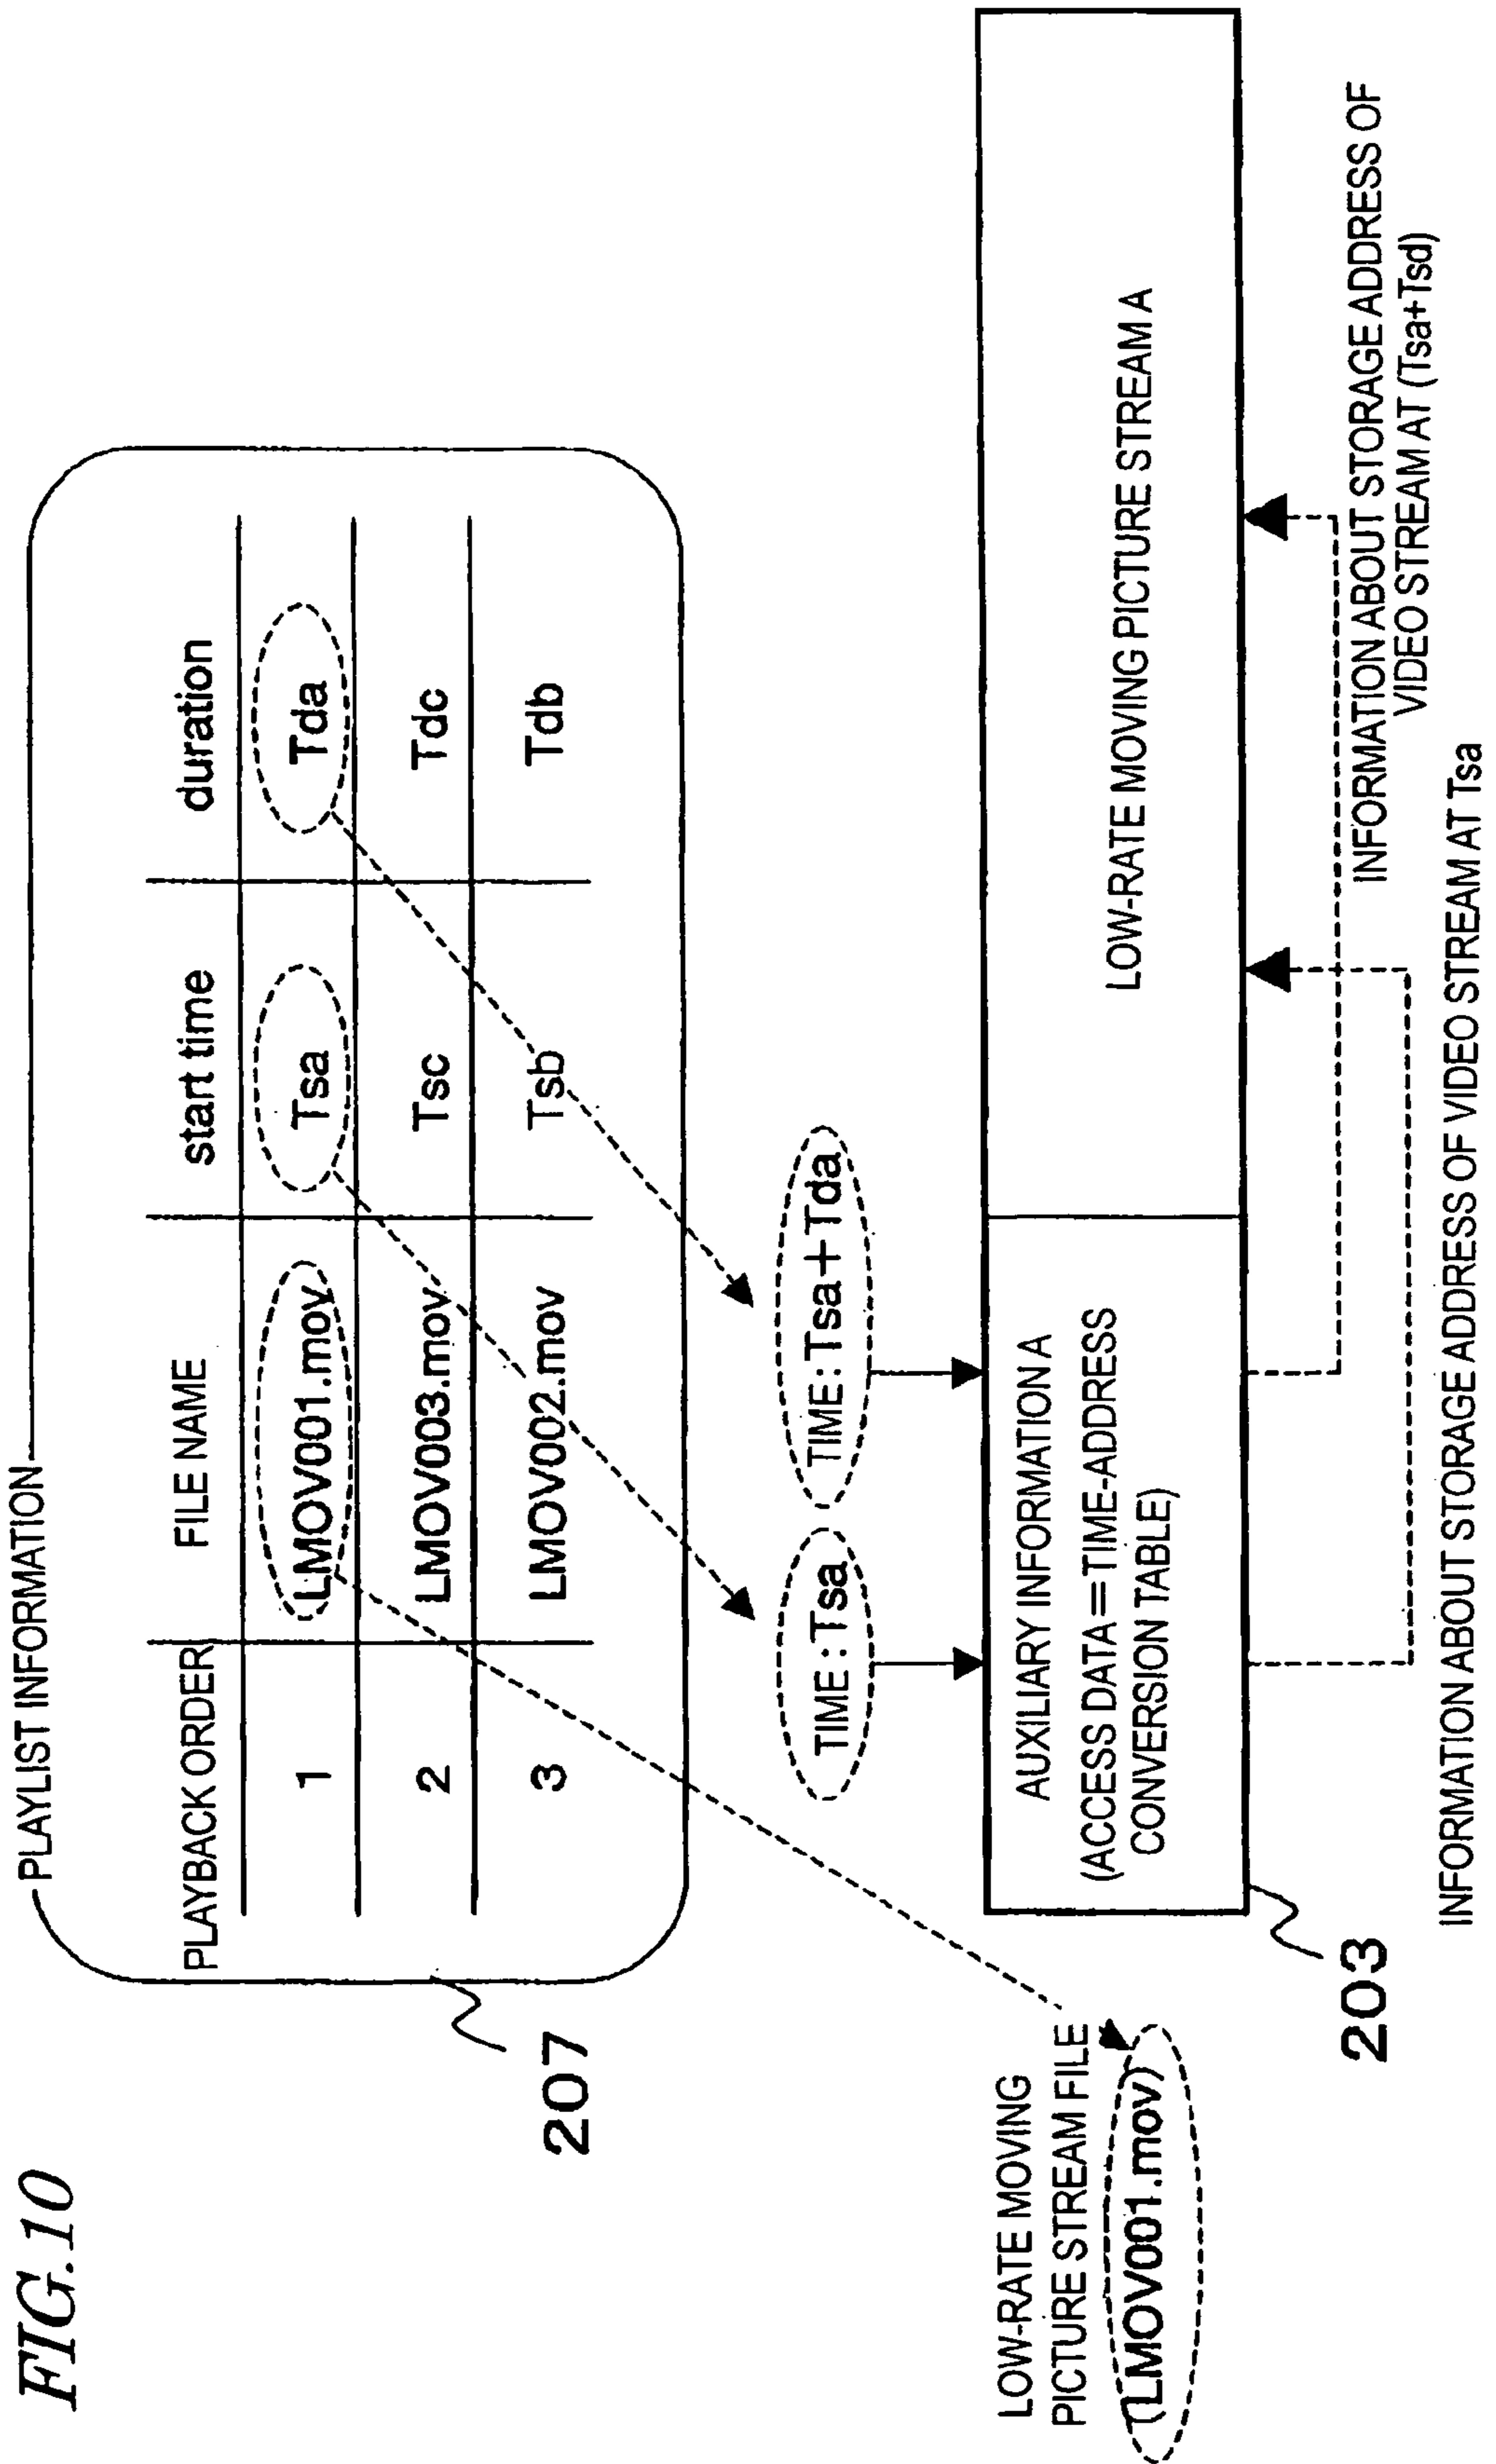 FIG.10
PLAYLIST INFORMATION
PLAYBACK ORDER FILE NAME start time duration
1 LMOV001.mov Tsa Tda
2 LMOV003.mov Tsc Tdc
3 LMOV002.mov Tsb Tdb
207
TIME:Tsa TIME:Tsa+Tda
LOW-RATE MOVING
PICTURE STREAM FILE
(LMOV001.mov)
AUXILIARY INFORMATION A
(ACCESS DATA=TIME-ADDRESS
CONVERSION TABLE)
LOW-RATE MOVING PICTURE STREAM A
203
INFORMATION ABOUT STORAGE ADDRESS OF
VIDEO STREAM AT (Tsa+Tsd)
INFORMATION ABOUT STORAGE ADDRESS OF VIDEO STREAM AT Tsa